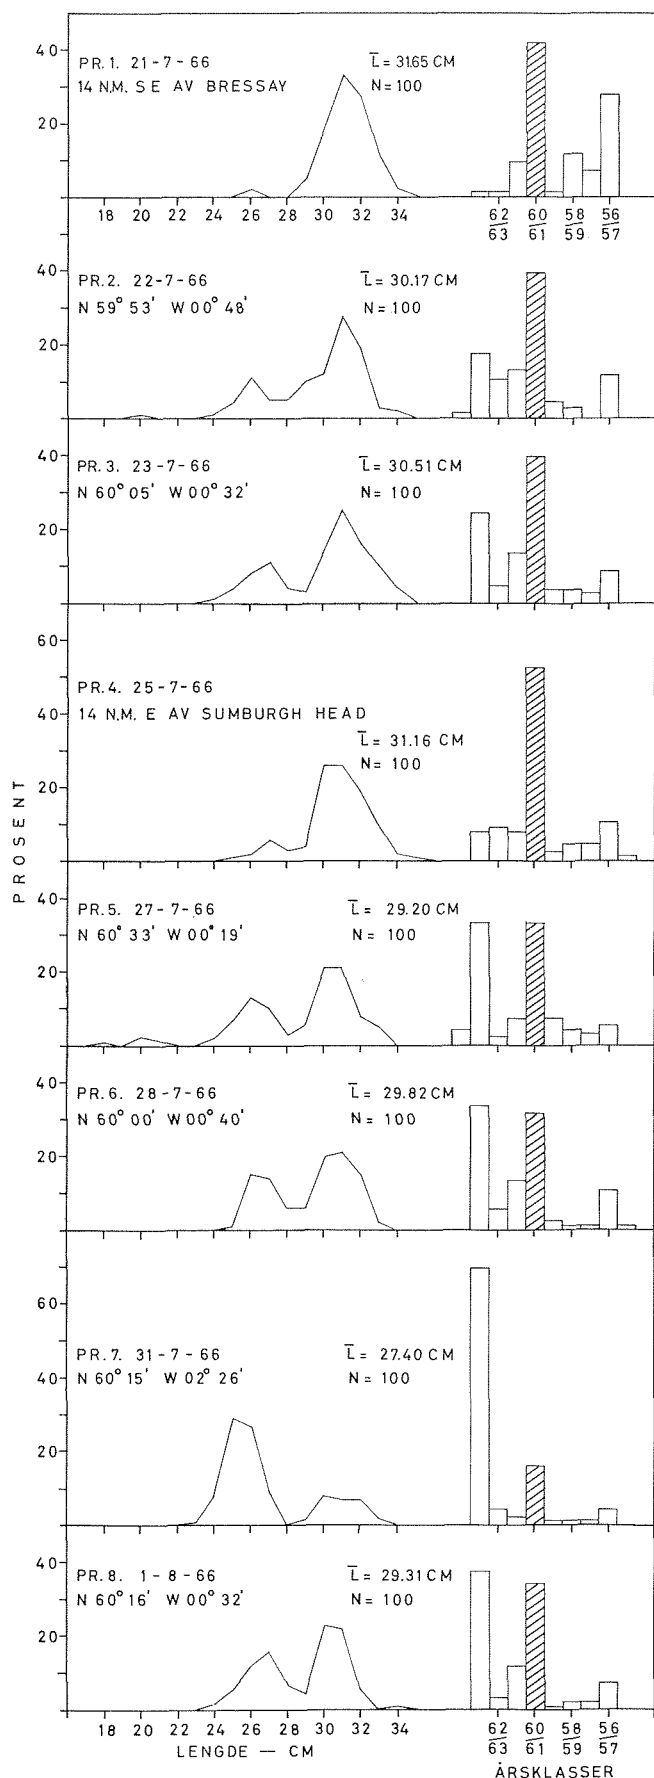 PROSENT
40
20
PR. 1. 21-7-66
14 N.M. SE AV BRESSAY
L̅ = 31.65 CM
N = 100
18 20 22 24 26 28 30 32 34
62/63 60/61 58/59 56/57
40
20
PR. 2. 22-7-66
N 59° 53' W 00° 48'
L̅ = 30.17 CM
N = 100
40
20
PR. 3. 23-7-66
N 60° 05' W 00° 32'
L̅ = 30.51 CM
N = 100
60
40
20
PR. 4. 25-7-66
14 N.M. E AV SUMBURGH HEAD
L̅ = 31.16 CM
N = 100
40
20
PR. 5. 27-7-66
N 60° 33' W 00° 19'
L̅ = 29.20 CM
N = 100
40
20
PR. 6. 28-7-66
N 60° 00' W 00° 40'
L̅ = 29.82 CM
N = 100
60
40
20
PR. 7. 31-7-66
N 60° 15' W 02° 26'
L̅ = 27.40 CM
N = 100
40
20
PR. 8. 1-8-66
N 60° 16' W 00° 32'
L̅ = 29.31 CM
N = 100
18 20 22 24 26 28 30 32 34
62/63 60/61 58/59 56/57
LENGDE — CM
ÅRSKLASSER